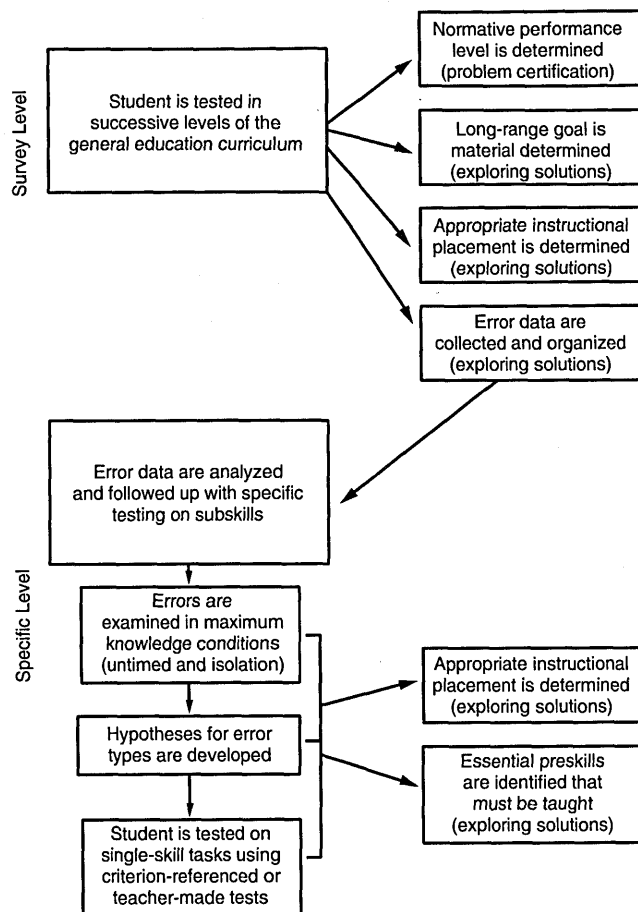 Survey Level
Student is tested in
successive levels of the
general education curriculum
Normative performance
level is determined
(problem certification)
Long-range goal is
material determined
(exploring solutions)
Appropriate instructional
placement is determined
(exploring solutions)
Error data are
collected and organized
(exploring solutions)
Specific Level
Error data are analyzed
and followed up with specific
testing on subskills
Errors are
examined in maximum
knowledge conditions
(untimed and isolation)
Hypotheses for error
types are developed
Student is tested on
single-skill tasks using
criterion-referenced or
teacher-made tests
Appropriate instructional
placement is determined
(exploring solutions)
Essential preskills
are identified that
must be taught
(exploring solutions)